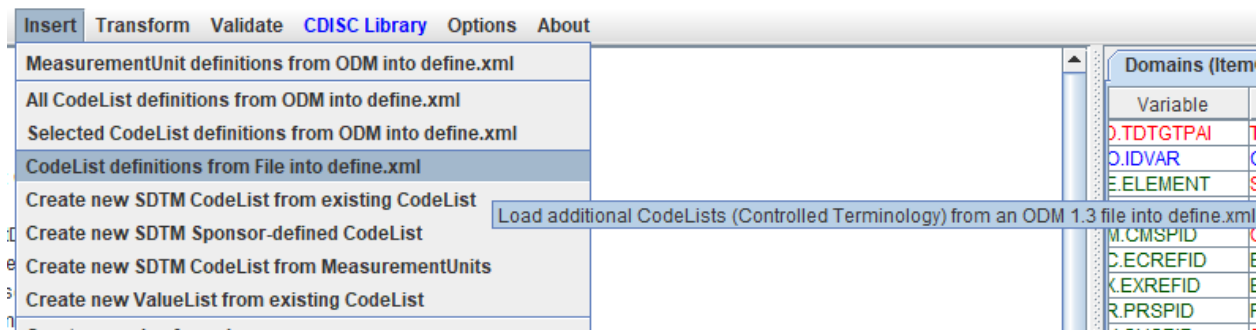 Insert Transform Validate CDISC Library Options About
MeasurementUnit definitions from ODM into define.xml
All CodeList definitions from ODM into define.xml
Selected CodeList definitions from ODM into define.xml
CodeList definitions from File into define.xml
Create new SDTM CodeList from existing CodeList
Load additional CodeLists (Controlled Terminology) from an ODM 1.3 file into define.xml
Create new SDTM Sponsor-defined CodeList
Create new SDTM CodeList from MeasurementUnits
Create new ValueList from existing CodeList
Domains (Item
Variable
D.TDTGTPAI
O.IDVAR
E.ELEMENT
M.CMSPID
C.ECREFID
X.EXREFID
R.PRSPID